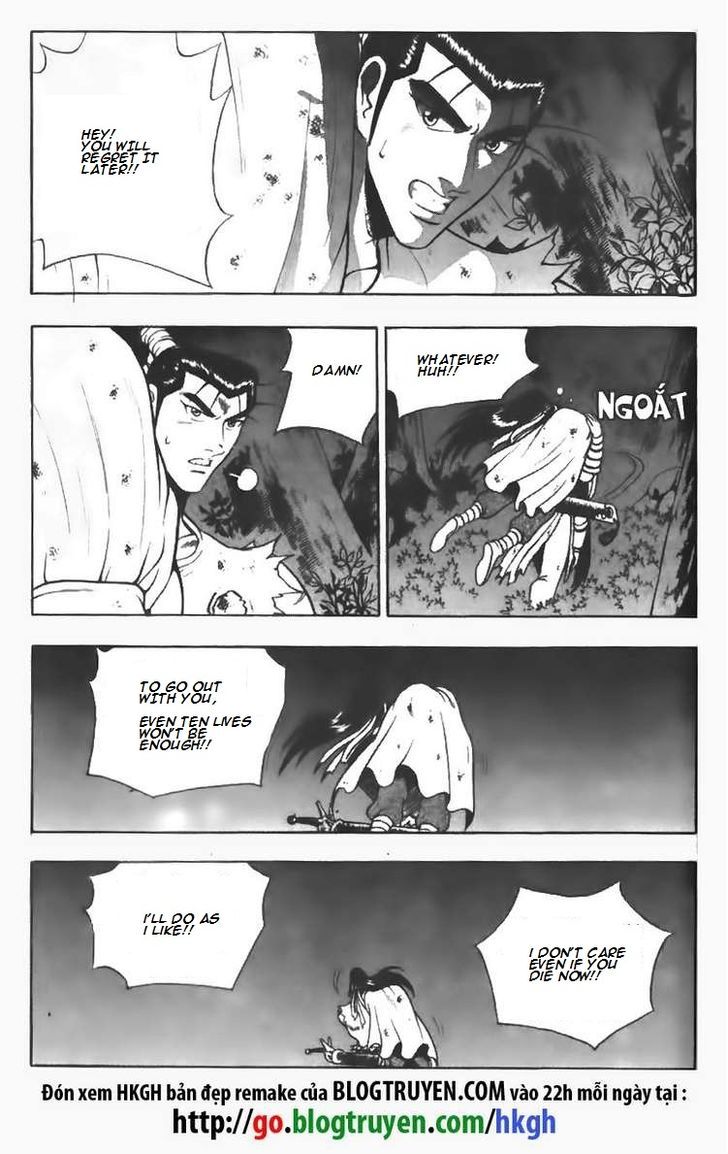 HEY!
YOU WILL
REGRET IT
LATER!!
DAMN!
WHATEVER!
HUH!!
NGOẮT
TO GO OUT
WITH YOU,
EVEN TEN LIVES
WON'T BE
ENOUGH!!
I'LL DO AS
I LIKE!!
I DON'T CARE
EVEN IF YOU
DIE NOW!!
Đón xem HKGH bản đẹp remake của BLOGTRUYEN.COM vào 22h mỗi ngày tại :
http://go.blogtruyen.com/hkgh